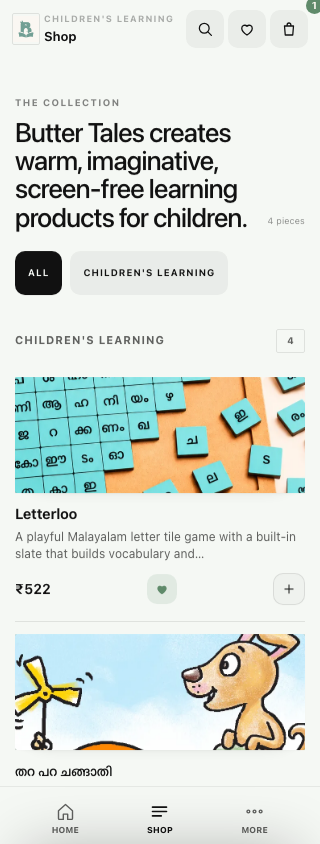 CHILDREN'S LEARNING
Shop
1
THE COLLECTION
Butter Tales creates
warm, imaginative,
screen-free learning
products for children.
4 pieces
ALL
CHILDREN'S LEARNING
CHILDREN'S LEARNING
4
ണി ആ ഹ നി യം ഴ
ജ റ ക്ക ണം ഖ
കോ ഈ Sം ഓ
ക ഇ
ച
ഇ
ല
S
Letterloo
A playful Malayalam letter tile game with a built-in
slate that builds vocabulary and...
₹522
തറ പറ ചങ്ങാതി
HOME
SHOP
MORE